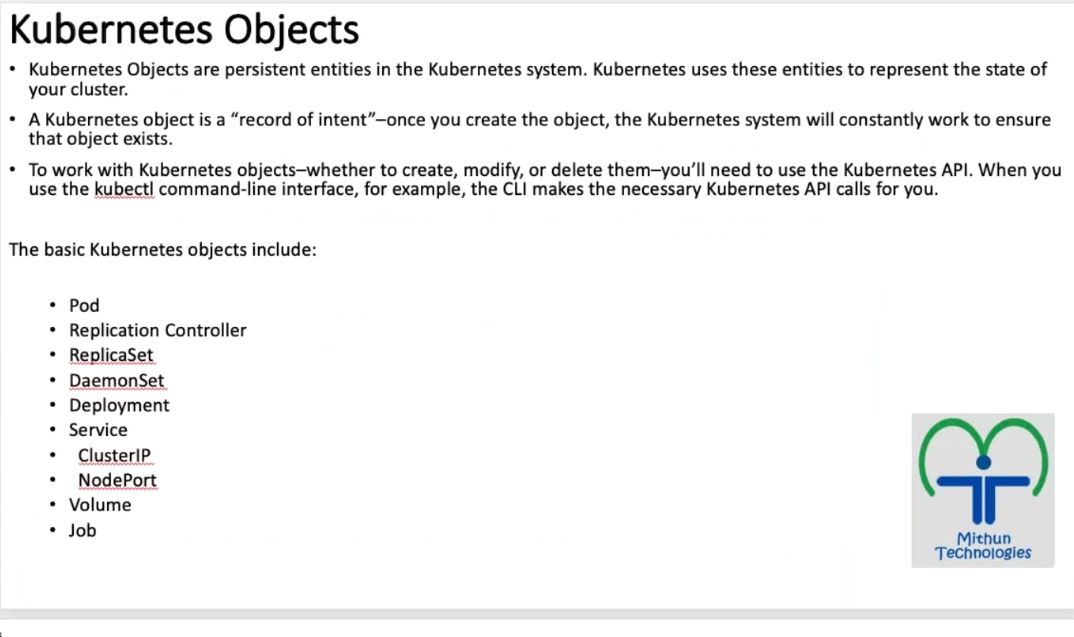 Kubernetes Objects
• Kubernetes Objects are persistent entities in the Kubernetes system. Kubernetes uses these entities to represent the state of
your cluster.
• A Kubernetes object is a “record of intent”–once you create the object, the Kubernetes system will constantly work to ensure
that object exists.
• To work with Kubernetes objects–whether to create, modify, or delete them–you’ll need to use the Kubernetes API. When you
use the kubectl command-line interface, for example, the CLI makes the necessary Kubernetes API calls for you.
The basic Kubernetes objects include:
• Pod
• Replication Controller
• ReplicaSet
• DaemonSet
• Deployment
• Service
• ClusterIP
• NodePort
• Volume
• Job
Mithun
Technologies